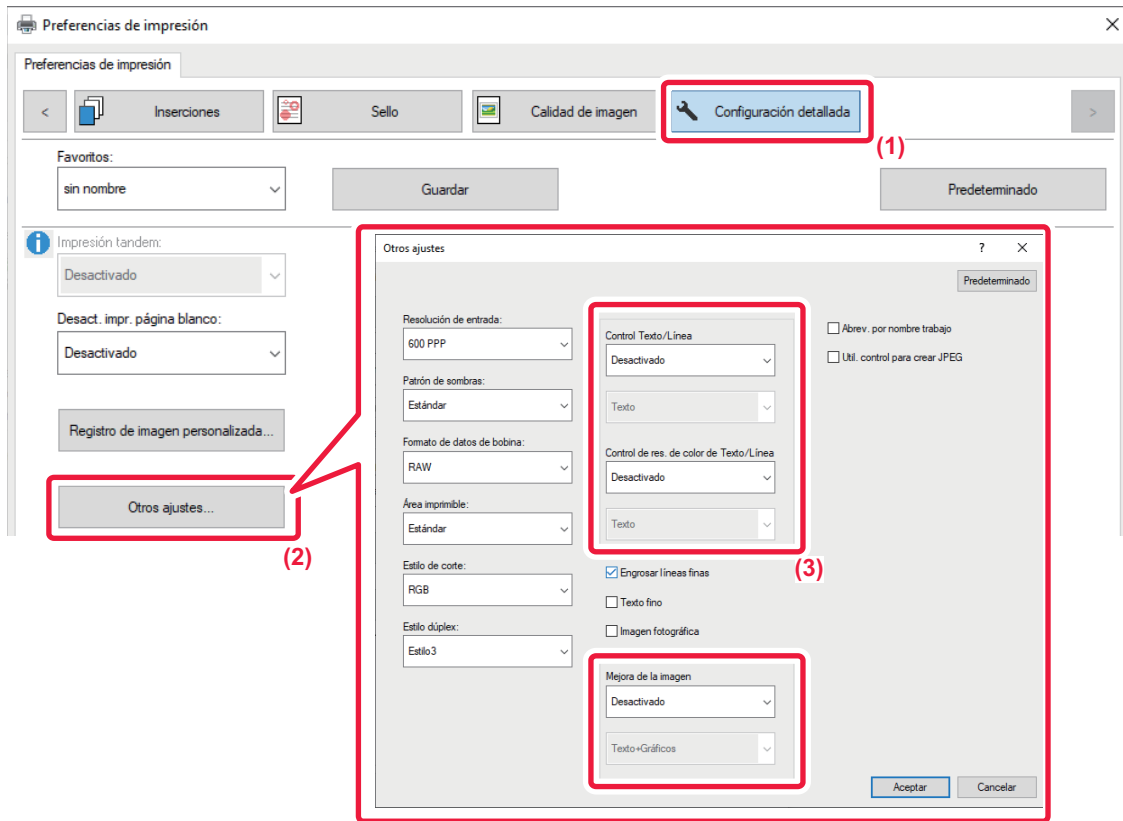 Preferencias de impresión
Preferencias de impresión
<
Inserciones
Sello
Calidad de imagen
Configuración detallada
>
(1)
Favoritos:
sin nombre
Guardar
Predeterminado
Impresión tandem:
Desactivado
Desact. impr. página blanco:
Desactivado
Registro de imagen personalizada...
Otros ajustes...
(2)
Otros ajustes
?
Predeterminado
Resolución de entrada:
600 PPP
Patrón de sombras:
Estándar
Formato de datos de bobina:
RAW
Área imprimible:
Estándar
Estilo de corte:
RGB
Estilo dúplex:
Estilo3
Control Texto/Línea
Desactivado
Texto
Control de res. de color de Texto/Línea
Desactivado
Texto
(3)
Engrosar líneas finas
Texto fino
Imagen fotográfica
Mejora de la imagen
Desactivado
Texto+Gráficos
Abrev. por nombre trabajo
Util. control para crear JPEG
Aceptar
Cancelar